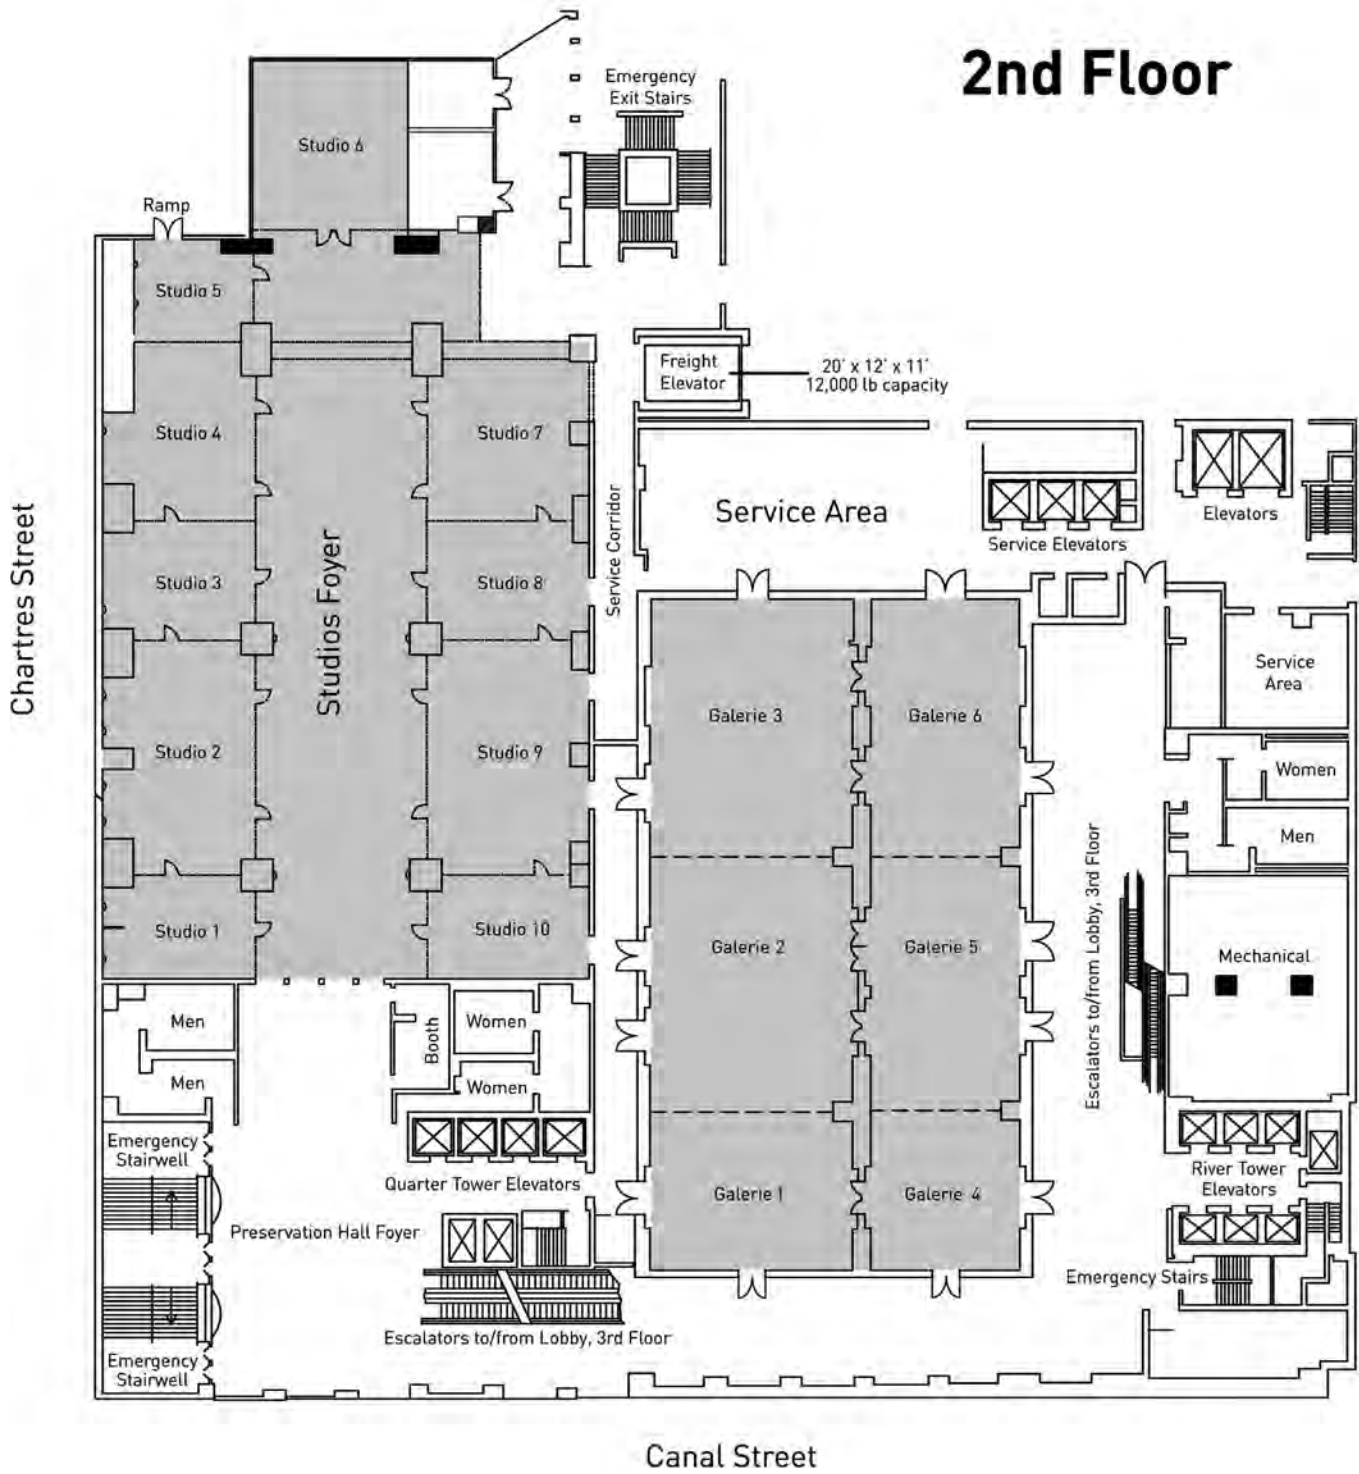 2nd Floor
Emergency
Exit Stairs
Studio 6
Ramp
Studio 5
Freight
Elevator
20' x 12' x 11'
12,000 lb capacity
Studio 4
Studio 7
Service Area
Service Corridor
Service Elevators
Elevators
Chartres Street
Studios Foyer
Studio 3
Studio 8
Service
Area
Galerie 3
Galerie 6
Studio 2
Studio 9
Women
Men
Escalators to/from Lobby, 3rd Floor
Studio 1
Studio 10
Galerie 2
Galerie 5
Mechanical
Men
Booth
Women
Men
Women
Emergency
Stairwell
Quarter Tower Elevators
Galerie 1
Galerie 4
River Tower
Elevators
Preservation Hall Foyer
Emergency Stairs
Escalators to/from Lobby, 3rd Floor
Emergency
Stairwell
Canal Street